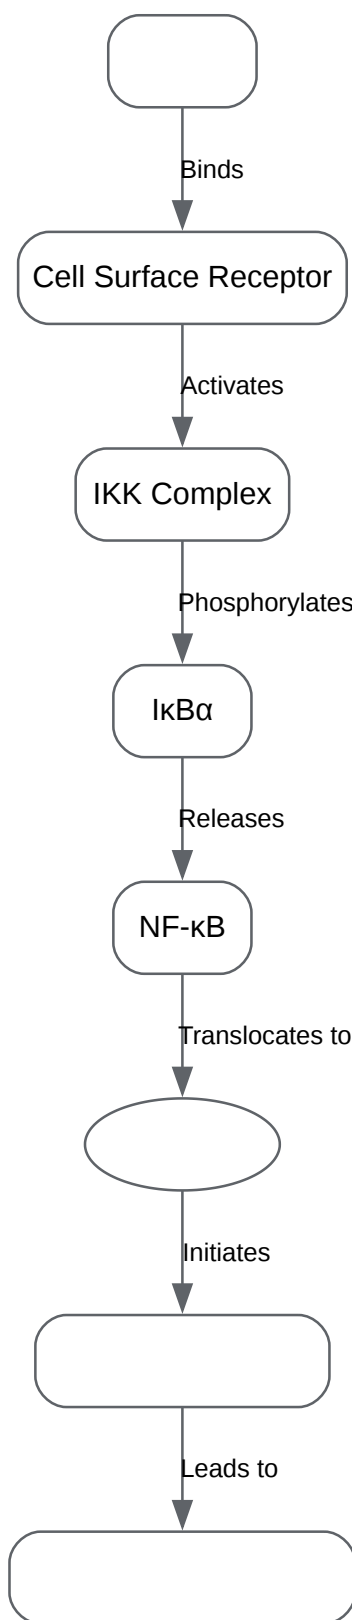 Binds
Cell Surface Receptor
Activates
IKK Complex
Phosphorylates
IκBα
Releases
NF-κB
Translocates to
Initiates
Leads to